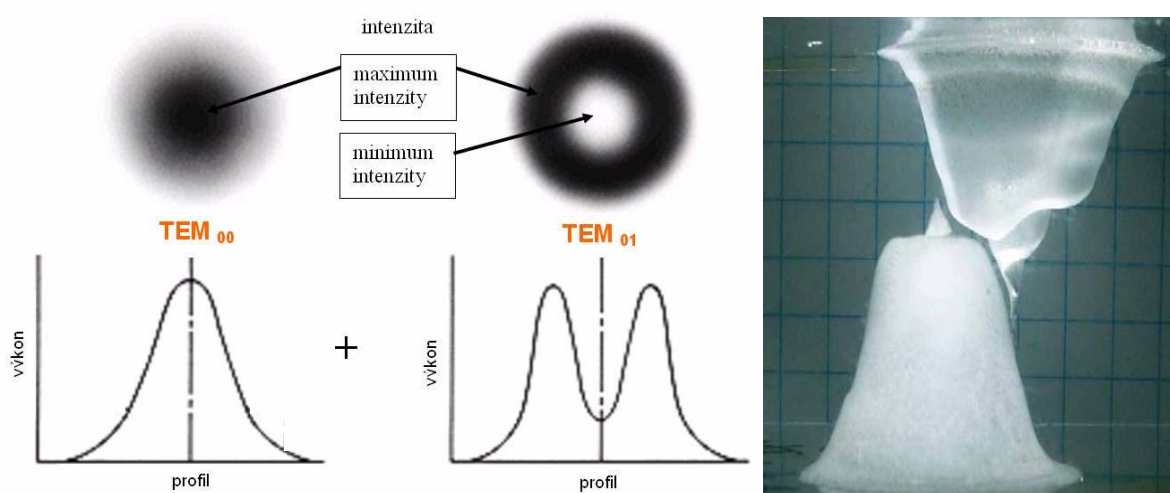 intenzita
maximum
intenzity
minimum
intenzity
TEM 00
TEM 01
výkon
profil
+
výkon
profil